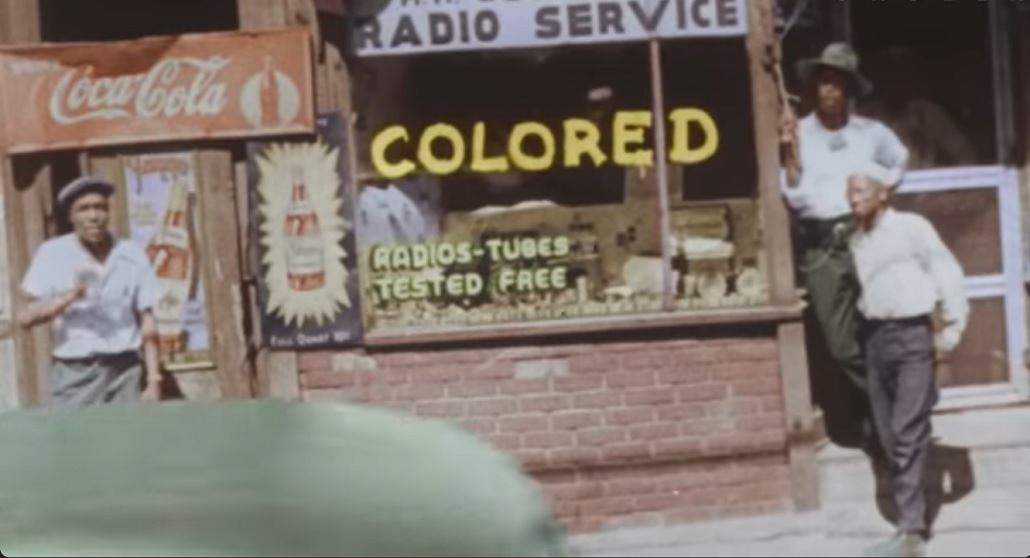 RADIO SERVICE
Coca-Cola
COLORED
RADIOS-TUBES
TESTED FREE